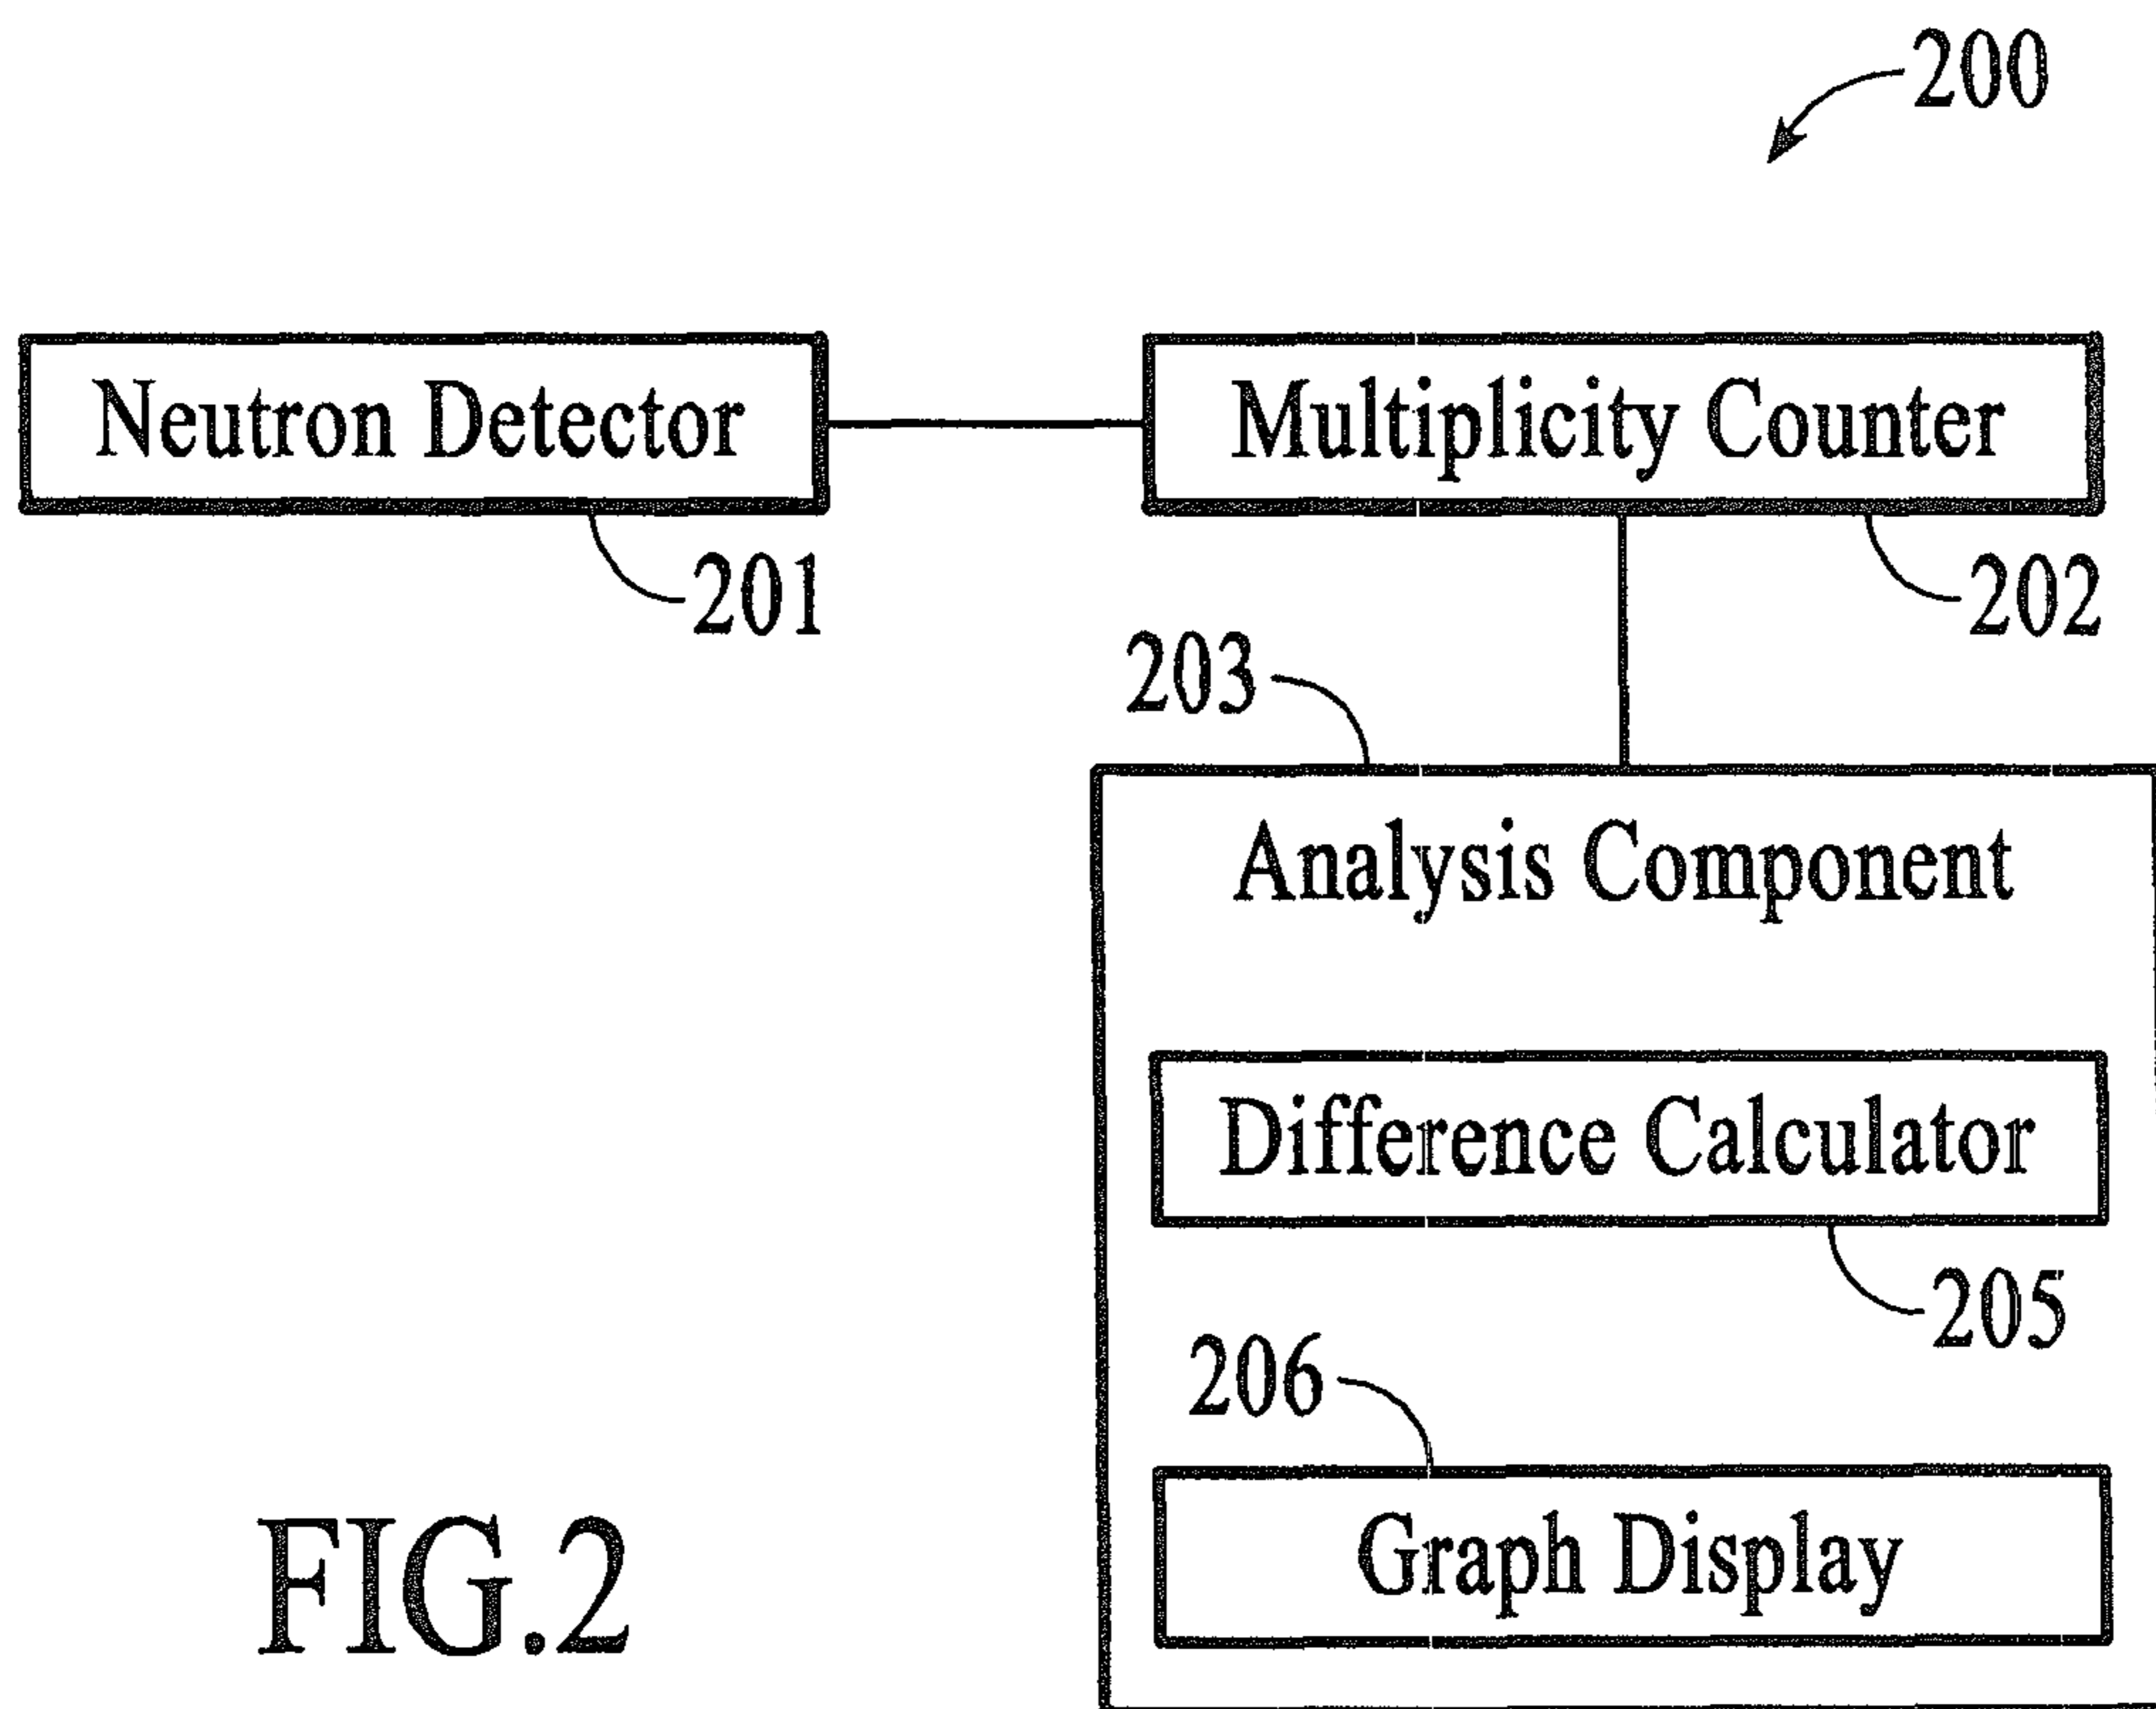 200
Neutron Detector
Multiplicity Counter
201
202
203
Analysis Component
Difference Calculator
205
206
Graph Display
FIG.2